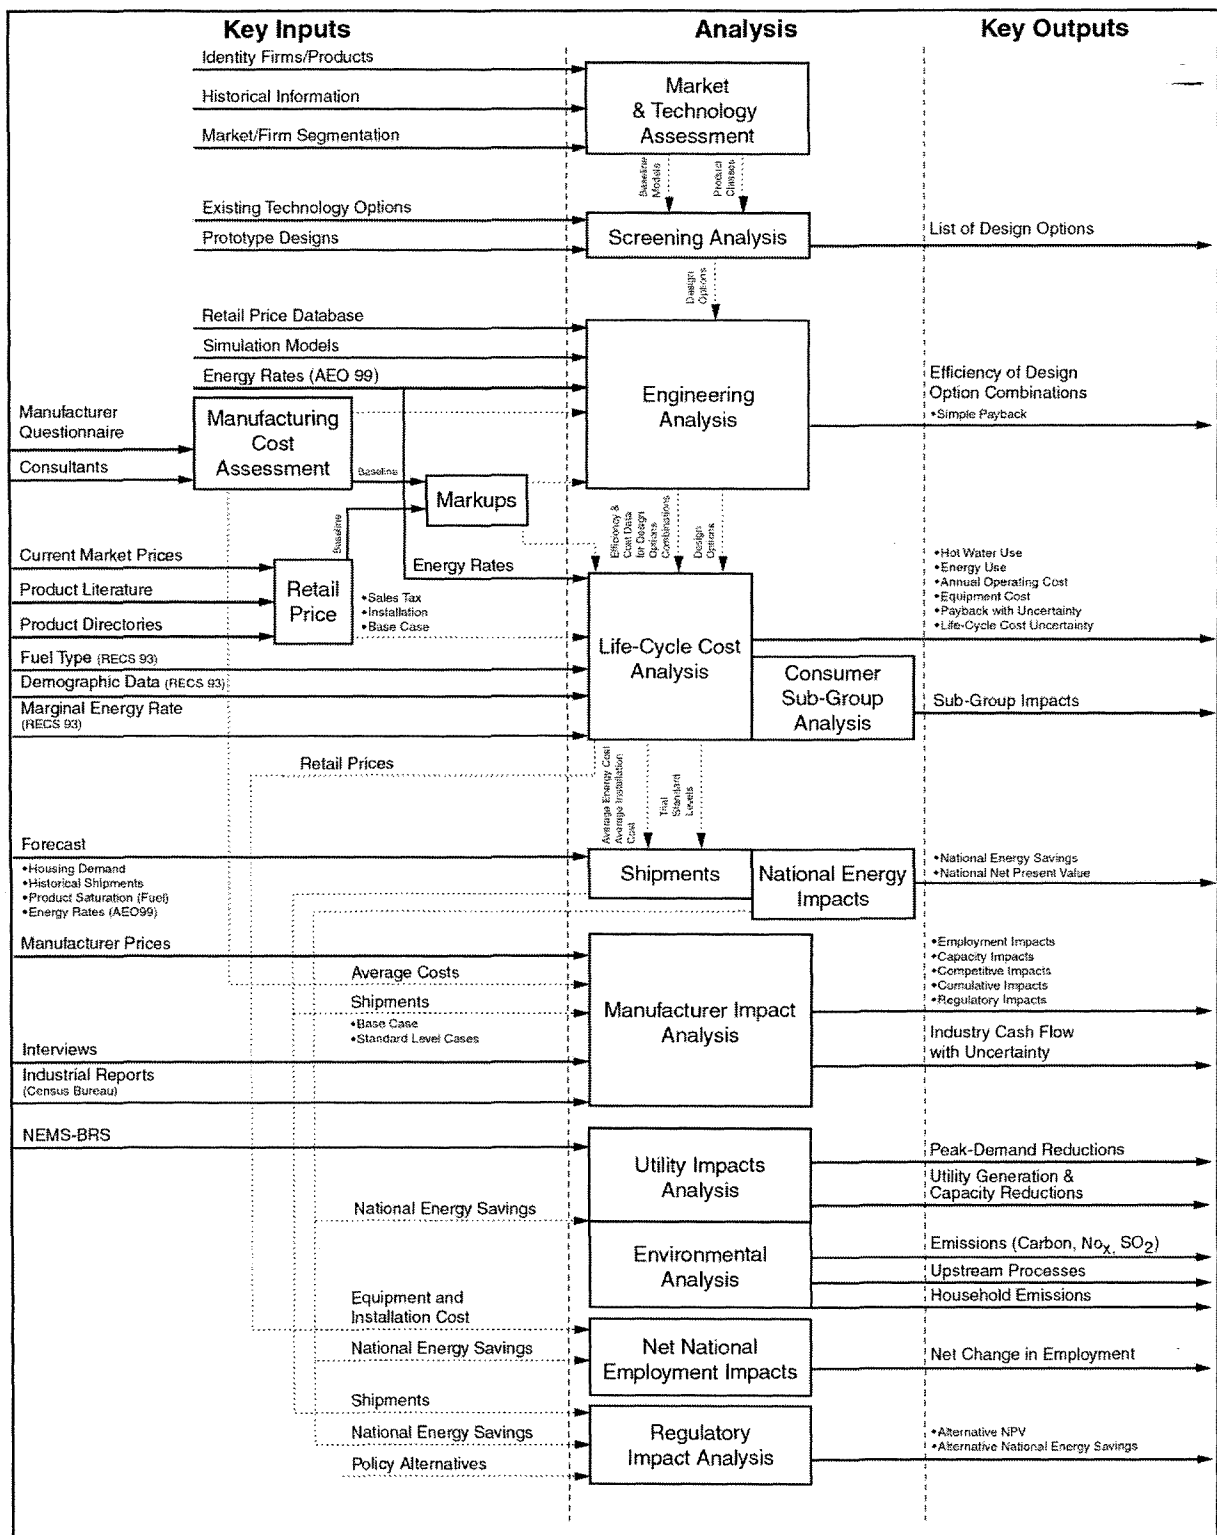 Key Inputs
Analysis
Key Outputs
Identity Firms/Products
Historical Information
Market/Firm Segmentation
Market
& Technology
Assessment
Baseline
Models
Product
Classes
Existing Technology Options
Prototype Designs
Screening Analysis
List of Design Options
Design
Options
Retail Price Database
Simulation Models
Energy Rates (AEO 99)
Engineering
Analysis
Efficiency of Design
Option Combinations
•Simple Payback
Manufacturer
Questionnaire
Consultants
Manufacturing
Cost
Assessment
Baseline
Markups
Baseline
Efficiency &
Cost Data
for Design
Options
Combinations
Design
Options
Current Market Prices
Product Literature
Product Directories
Retail
Price
•Sales Tax
•Installation
•Base Case
Energy Rates
Life-Cycle Cost
Analysis
•Hot Water Use
•Energy Use
•Annual Operating Cost
•Equipment Cost
•Payback with Uncertainty
•Life-Cycle Cost Uncertainty
Fuel Type (RECS 93)
Demographic Data (RECS 93)
Marginal Energy Rate
(RECS 93)
Consumer
Sub-Group
Analysis
Sub-Group Impacts
Retail Prices
Average Energy Cost
Average Installation
Cost
Trial
Standard
Levels
Forecast
•Housing Demand
•Historical Shipments
•Product Saturation (Fuel)
•Energy Rates (AEO99)
Shipments
National Energy
Impacts
•National Energy Savings
•National Net Present Value
Manufacturer Prices
Average Costs
Shipments
•Base Case
•Standard Level Cases
Interviews
Industrial Reports
(Census Bureau)
Manufacturer Impact
Analysis
•Employment Impacts
•Capacity Impacts
•Competitive Impacts
•Cumulative Impacts
•Regulatory Impacts
Industry Cash Flow
with Uncertainty
NEMS-BRS
Utility Impacts
Analysis
Peak-Demand Reductions
Utility Generation &
Capacity Reductions
National Energy Savings
Environmental
Analysis
Emissions (Carbon, Nox, SO2)
Upstream Processes
Household Emissions
Equipment and
Installation Cost
National Energy Savings
Net National
Employment Impacts
Net Change in Employment
Shipments
National Energy Savings
Policy Alternatives
Regulatory
Impact Analysis
•Alternative NPV
•Alternative National Energy Savings